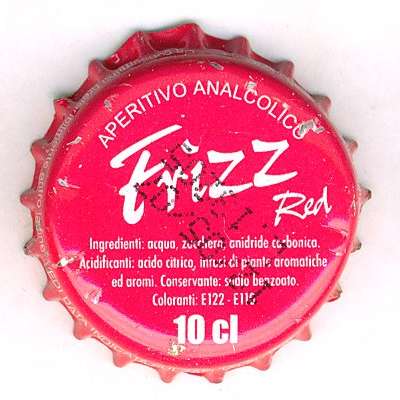 APERITIVO ANALCOLICO
Frizz
Red
Ingredienti: acqua, zucchero, anidride carbonica.
Acidificanti: acido citrico, infusi di piante aromatiche
ed aromi. Conservante: sodio benzoato.
Coloranti: E122 - E110
10 cl